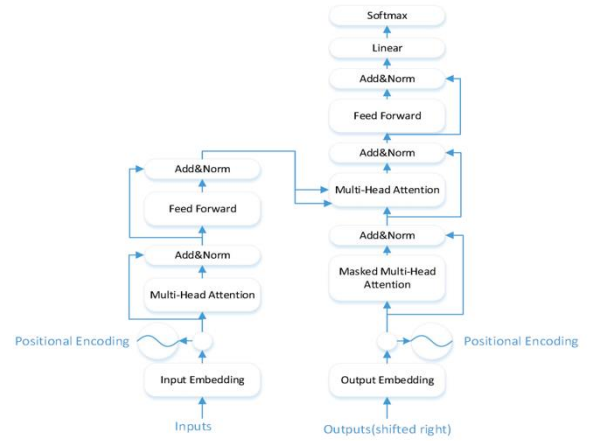 Softmax
Linear
Add&Norm
Feed Forward
Add&Norm
Multi-Head Attention
Add&Norm
Masked Multi-Head
Attention
Positional Encoding
Output Embedding
Outputs(shifted right)
Add&Norm
Feed Forward
Add&Norm
Multi-Head Attention
Positional Encoding
Input Embedding
Inputs